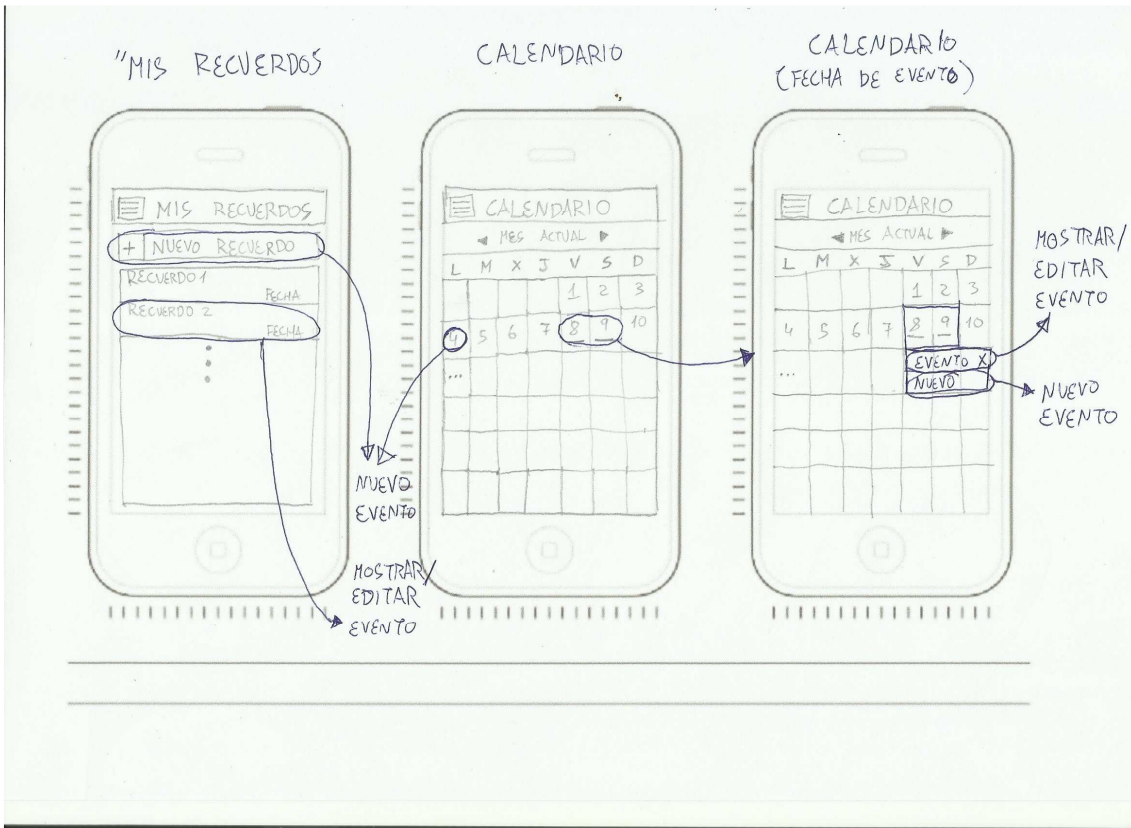 "MIS RECUERDOS
CALENDARIO
CALENDARIO
(FECHA DE EVENTO)
MIS RECUERDOS
+ NUEVO RECUERDO
RECUERDO 1
FECHA
RECUERDO 2
FECHA
NUEVO
EVENTO
MOSTRAR/
EDITAR
EVENTO
CALENDARIO
MES ACTUAL
L M X J V S D
1 2 3
4 5 6 7 8 9 10
...
CALENDARIO
MES ACTUAL
L M X J V S D
1 2 3
4 5 6 7 8 9 10
...
EVENTO X
NUEVO
MOSTRAR/
EDITAR
EVENTO
NUEVO
EVENTO